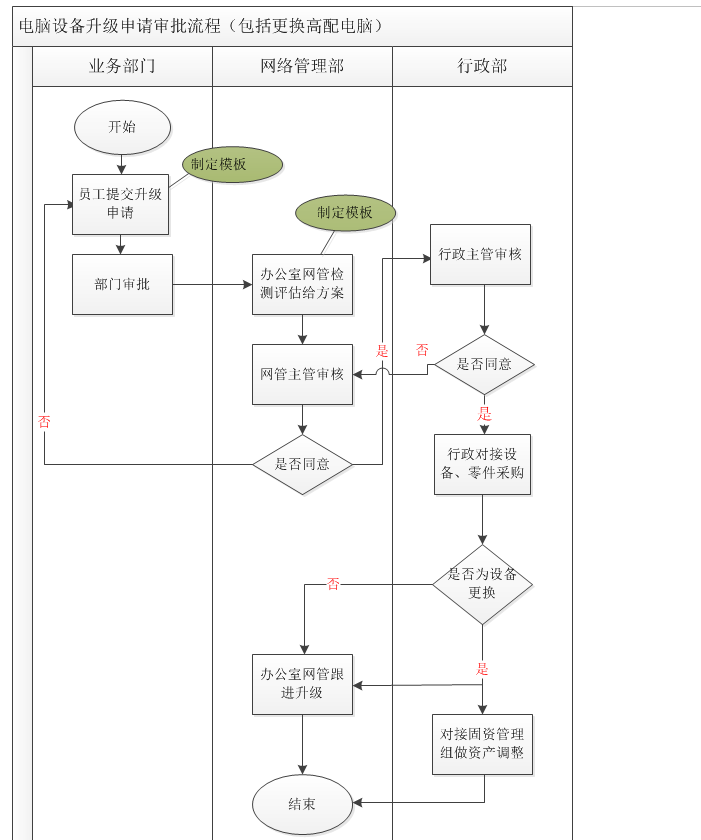 电脑设备升级申请审批流程（包括更换高配电脑）
业务部门
网络管理部
行政部
开始
制定模板
员工提交升级
申请
制定模板
部门审批
办公室网管检
测评估给方案
行政主管审核
网管主管审核
是
否
是否同意
否
是否同意
是
行政对接设
备、零件采购
是否为设备
更换
否
是
办公室网管跟
进升级
对接固资管理
组做资产调整
结束